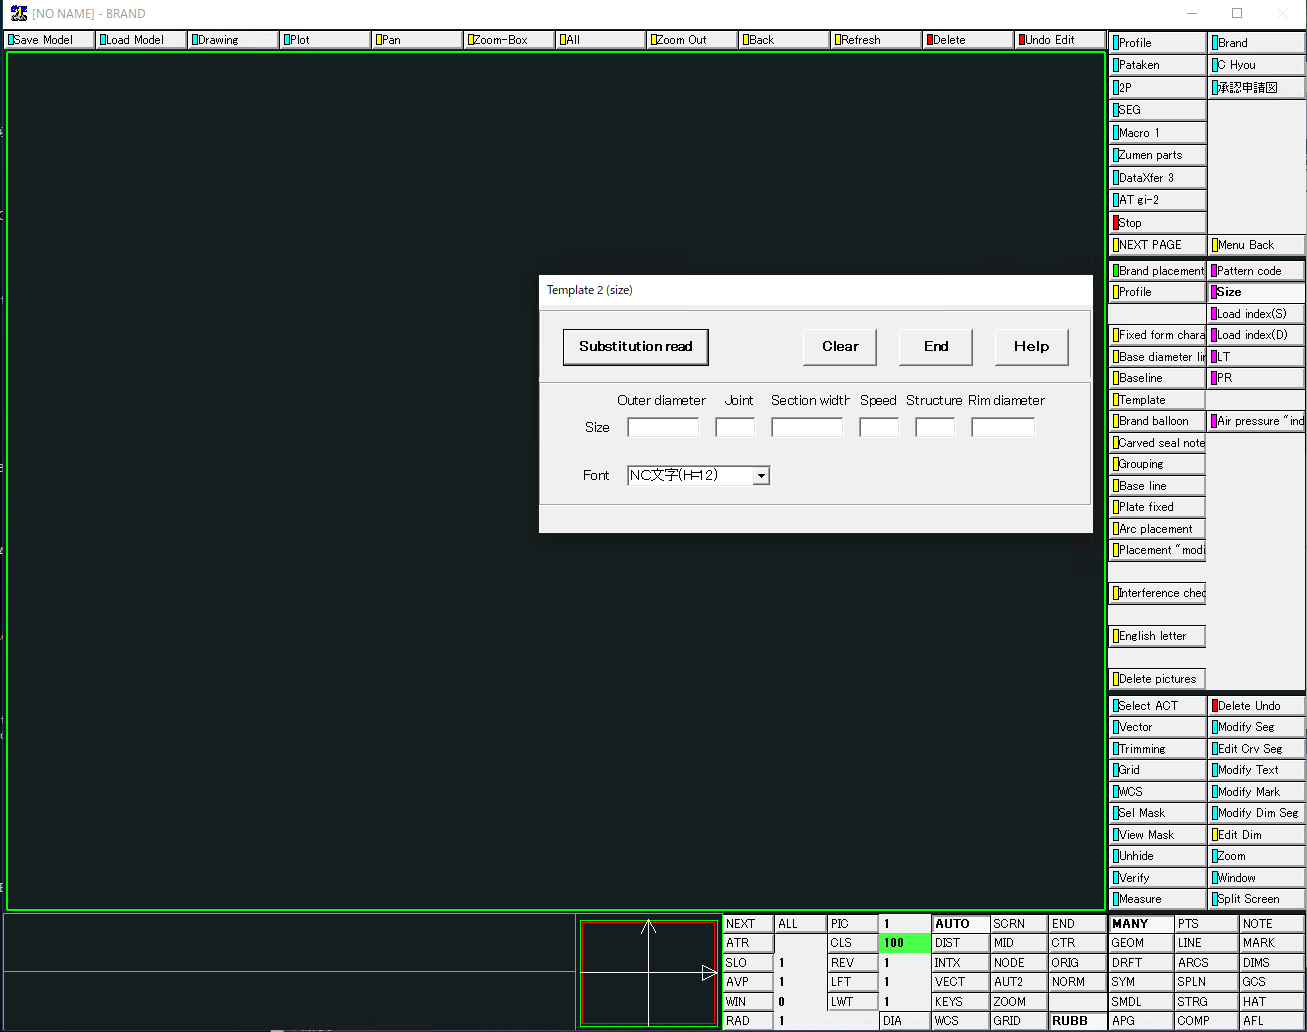 [NO NAME] - BRAND
Save Model Load Model Drawing Plot Pan Zoom-Box All Zoom Out Back Refresh Delete Undo Edit
Profile Brand
Pataken C Hyou
2P 承認申請図
SEG
Macro 1
Zumen parts
DataXfer 3
AT gi-2
Stop
NEXT PAGE Menu Back
Brand placement Pattern code
Profile Size
Load index(S)
Fixed form chara Load index(D)
Base diameter lin LT
Baseline PR
Template
Brand balloon Air pressure "ind
Carved seal note
Grouping
Base line
Plate fixed
Arc placement
Placement "modi
Interference chec
English letter
Delete pictures
Select ACT Delete Undo
Vector Modify Seg
Trimming Edit Crv Seg
Grid Modify Text
WCS Modify Mark
Sel Mask Modify Dim Seg
View Mask Edit Dim
Unhide Zoom
Verify Window
Measure Split Screen
Template 2 (size)
Substitution read Clear End Help
Outer diameter Joint Section width Speed Structure Rim diameter
Size
Font NC文字(H=12)
NEXT ALL PIC 1 AUTO SCRN END MANY PTS NOTE
ATR CLS 100 DIST MID CTR GEOM LINE MARK
SLO 1 REV 1 INTX NODE ORIG DRFT ARCS DIMS
AVP 1 LFT 1 VECT AUT2 NORM SYM SPLN GCS
WIN 0 LWT 1 KEYS ZOOM SMDL STRG HAT
RAD 1 DIA WCS GRID RUBB APG COMP AFL